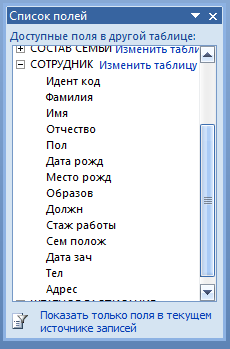 Список полей
Доступные поля в другой таблице:
СОСТАВ СЕМЬИ Изменить табли
СОТРУДНИК Изменить таблицу
Идент код
Фамилия
Имя
Отчество
Пол
Дата рожд
Место рожд
Образов
Должн
Стаж работы
Сем полож
Дата зач
Тел
Адрес
Показать только поля в текущем
источнике записей